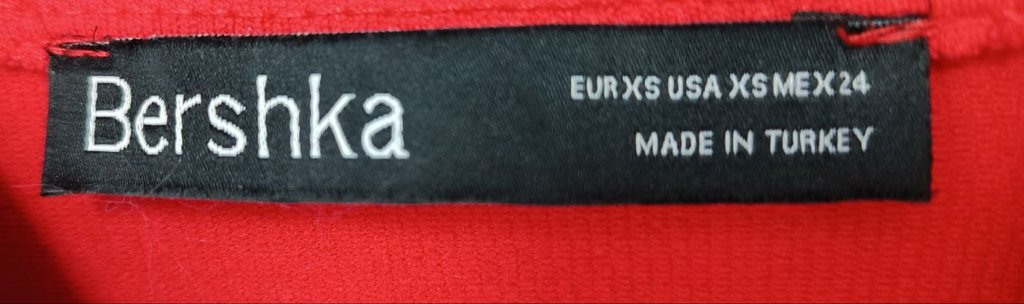 Bershka
EUR XS USA XS MEX 24
MADE IN TURKEY